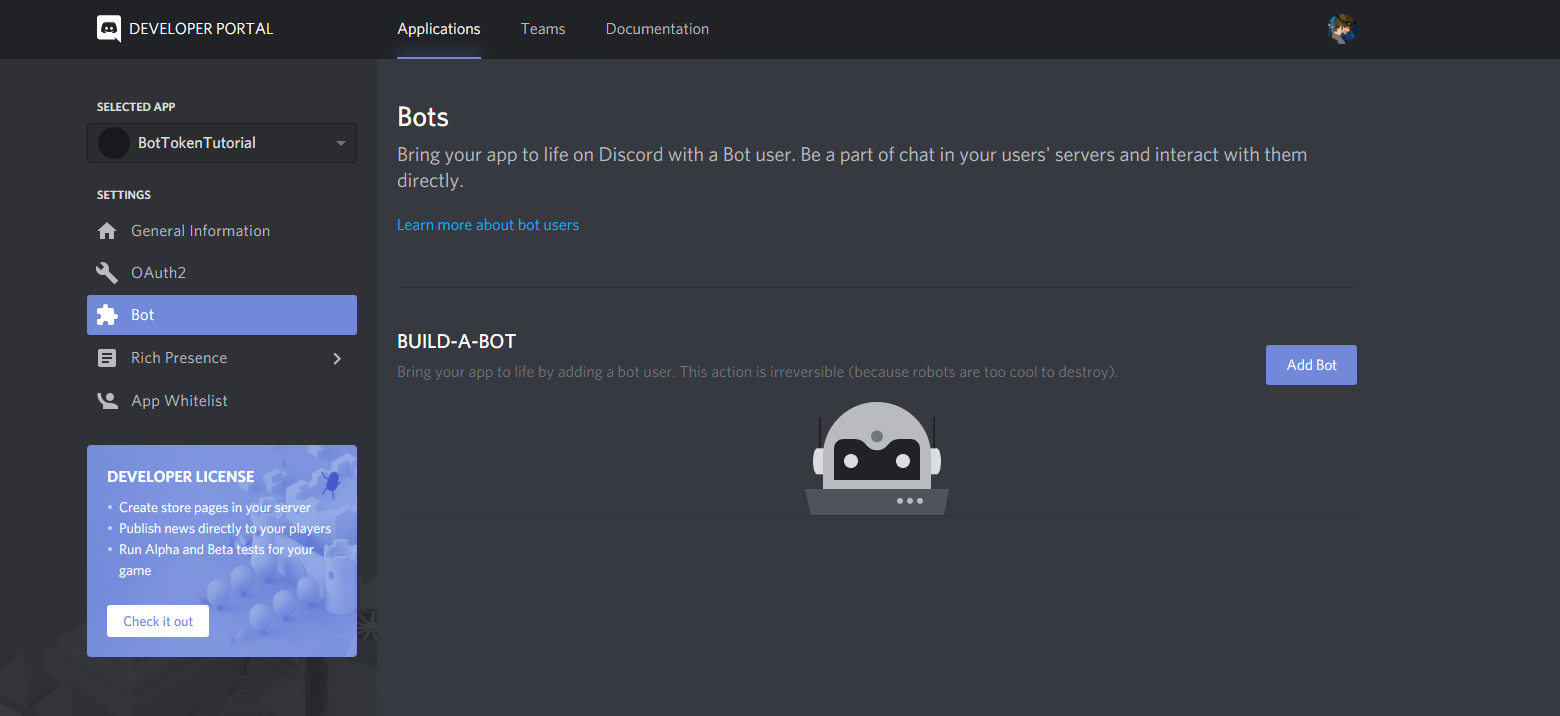 DEVELOPER PORTAL
Applications
Teams
Documentation
SELECTED APP
BotTokenTutorial
SETTINGS
General Information
OAuth2
Bot
Rich Presence
App Whitelist
DEVELOPER LICENSE
• Create store pages in your server
• Publish news directly to your players
• Run Alpha and Beta tests for your
game
Check it out
Bots
Bring your app to life on Discord with a Bot user. Be a part of chat in your users' servers and interact with them
directly.
Learn more about bot users
BUILD-A-BOT
Bring your app to life by adding a bot user. This action is irreversible (because robots are too cool to destroy).
Add Bot